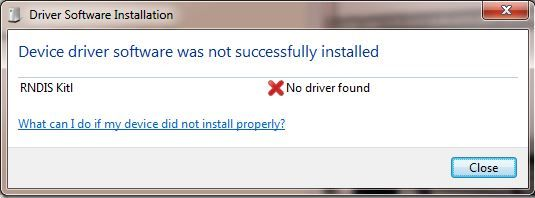 Driver Software Installation
Device driver software was not successfully installed
RNDIS Kitl No driver found
What can I do if my device did not install properly?
Close